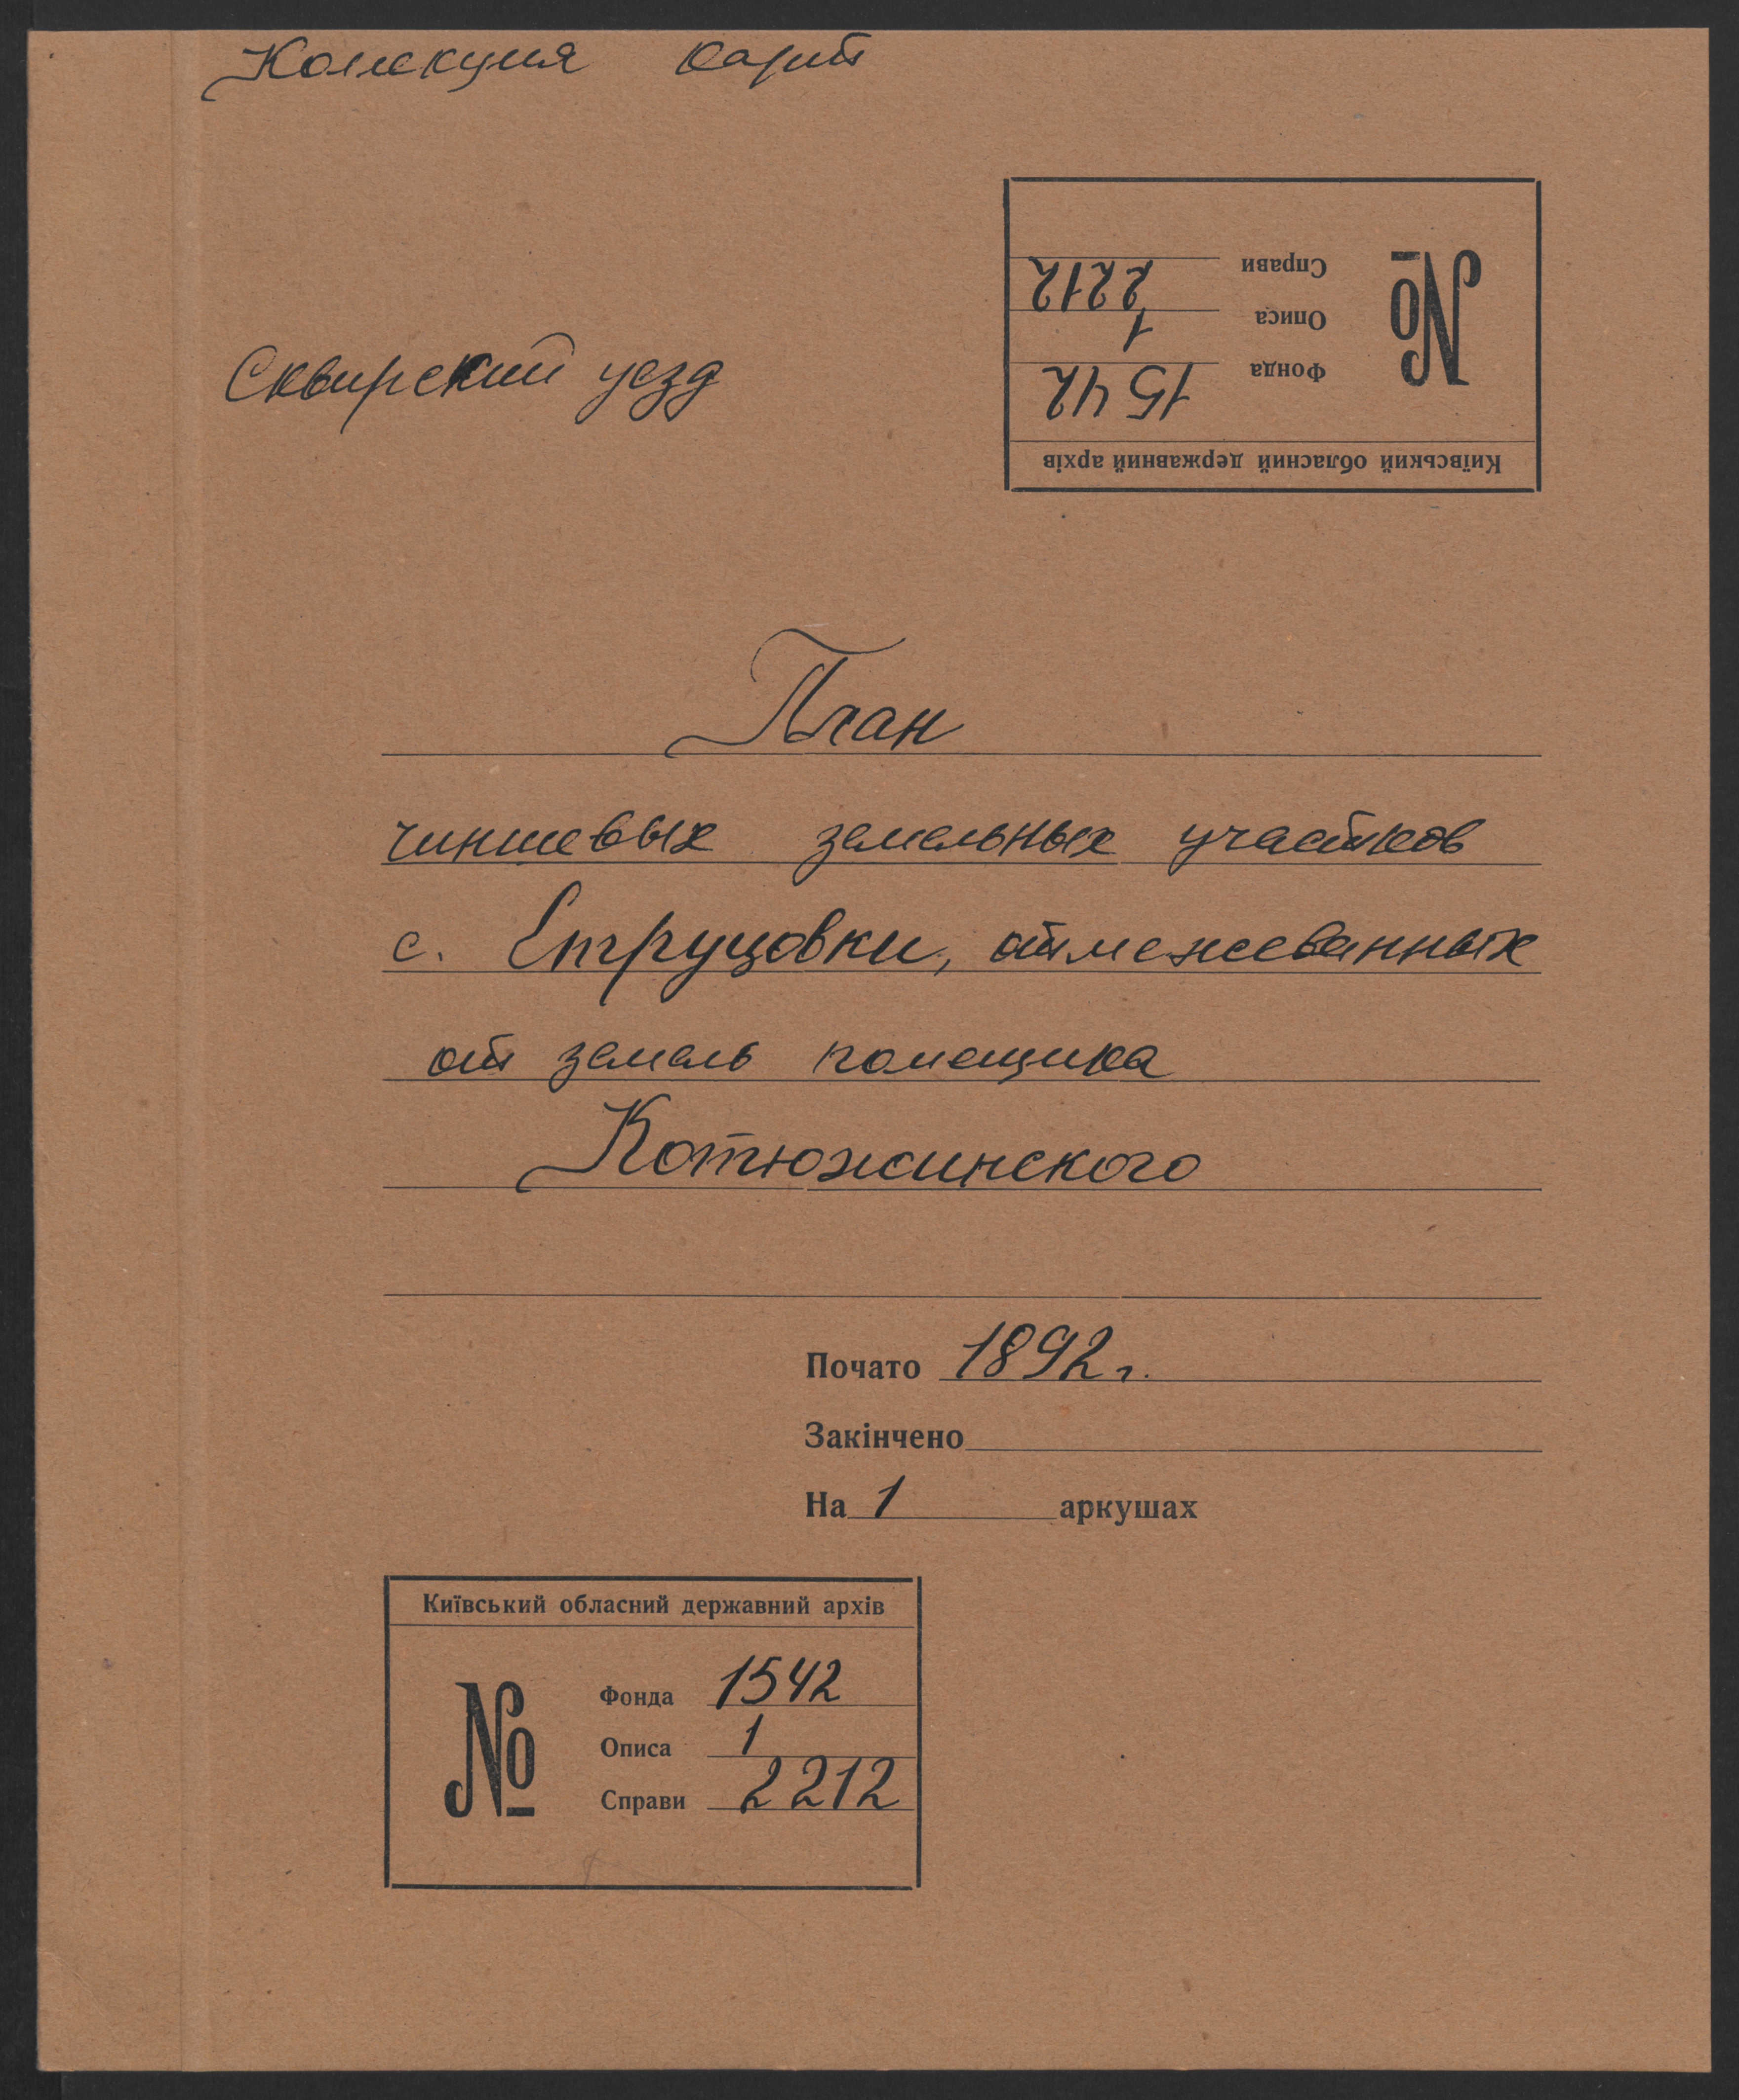 Колекция карт
Справи 2212
Описа 1
Фонда 1542
№
Київський обласний державний архів
Сквирский уезд
План
чиншевых земельных участков
с. Струцовки, отмежеванных
от земель помещика
Котюжинского
Почато 1892 г.
Закінчено
На 1 аркушах
Київський обласний державний архів
№
Фонда 1542
Описа 1
Справи 2212